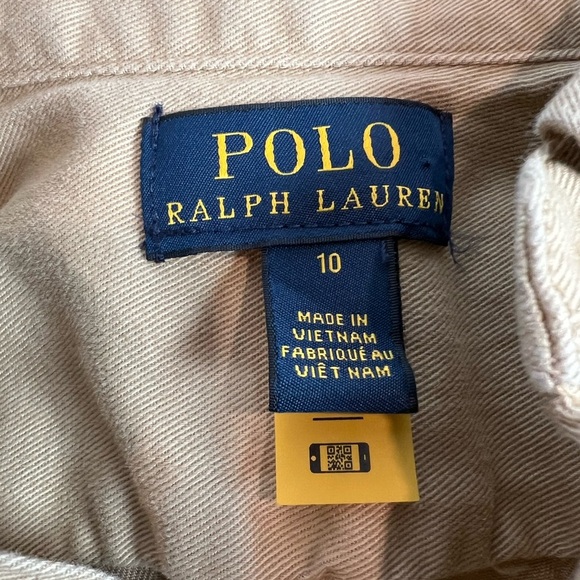 POLO
RALPH LAUREN
10
MADE IN
VIETNAM
FABRIQUÉ AU
VIÊT NAM